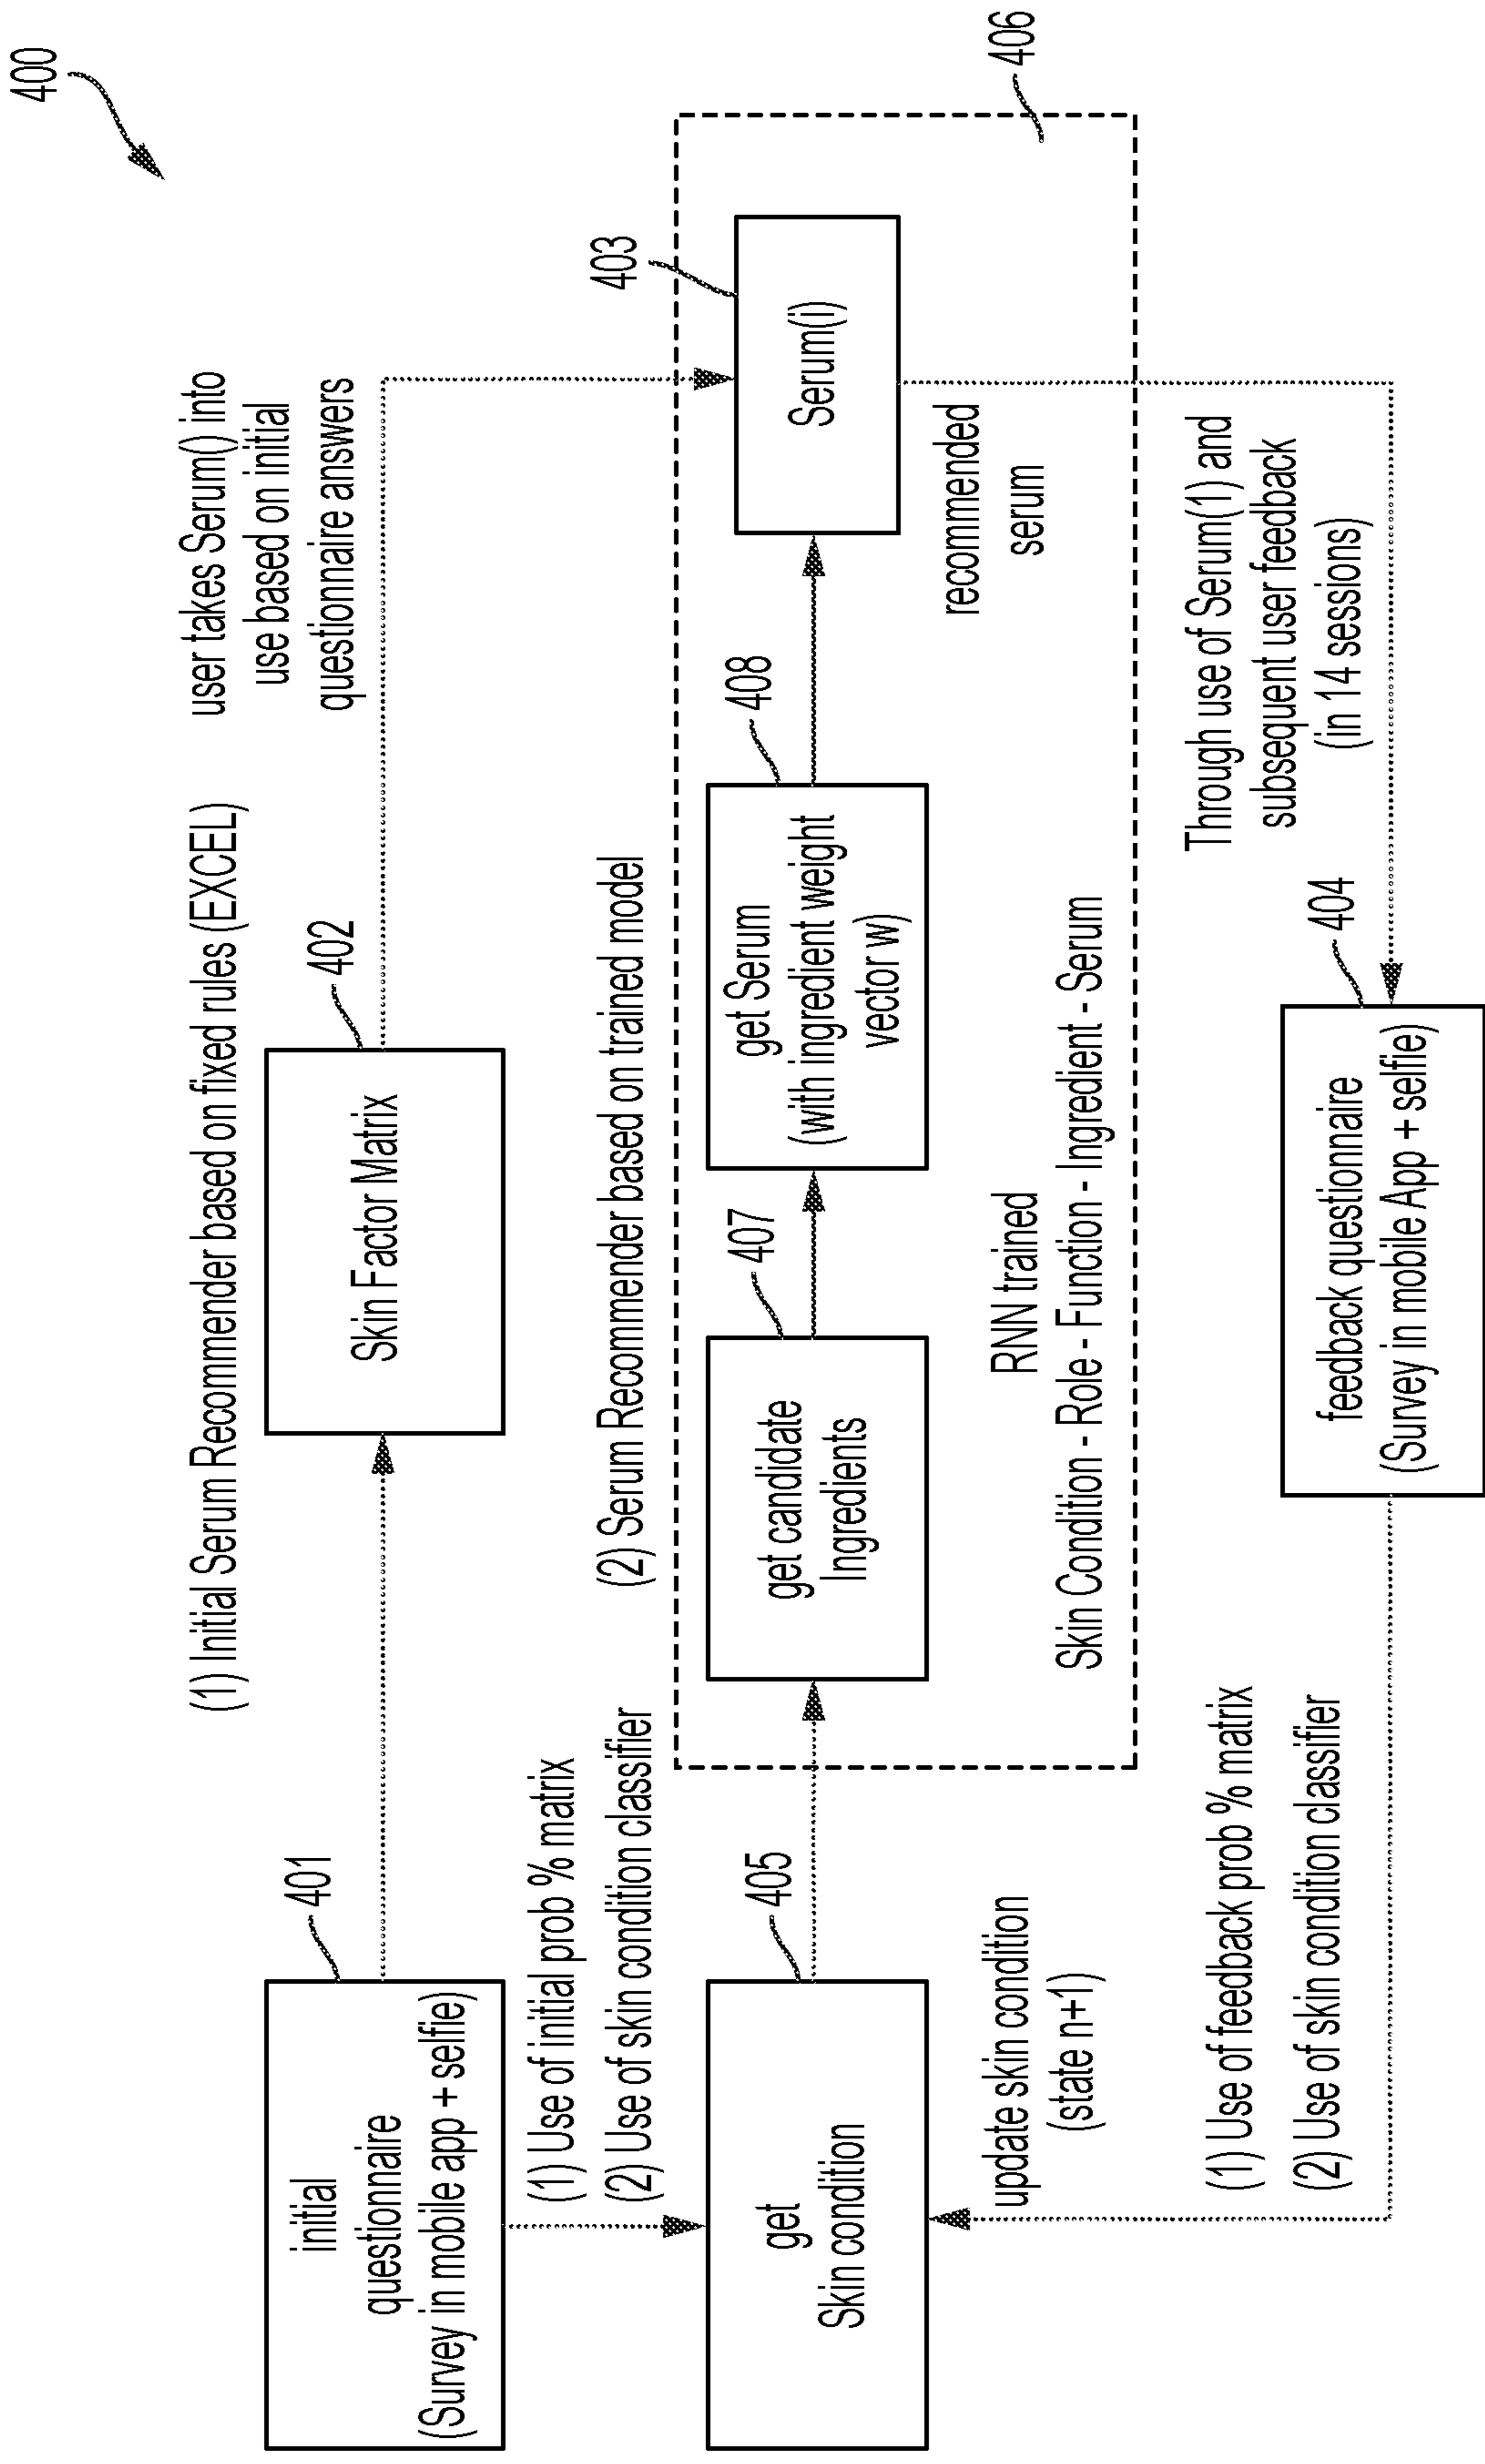 400
(1) Initial Serum Recommender based on fixed rules (EXCEL)
user takes Serum() into
use based on initial
questionnaire answers
401
initial
questionnaire
(Survey in mobile app + selfie)
402
Skin Factor Matrix
(1) Use of initial prob % matrix
(2) Use of skin condition classifier
(2) Serum Recommender based on trained model
403
Serum(i)
405
get
Skin condition
407
get candidate
Ingredients
408
get Serum
(with ingredient weight
vector w)
recommended
serum
406
RNN trained
Skin Condition - Role - Function - Ingredient - Serum
update skin condition
(state n+1)
Through use of Serum(1) and
subsequent user feedback
(in 14 sessions)
(1) Use of feedback prob % matrix
(2) Use of skin condition classifier
404
feedback questionnaire
(Survey in mobile App + selfie)